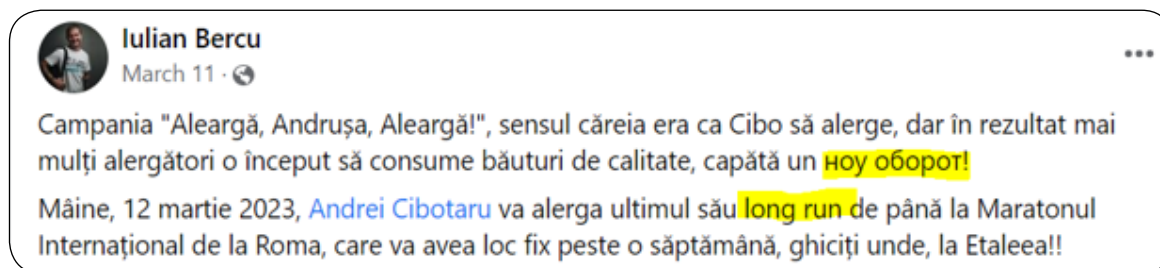 Iulian Bercu
March 11
Campania "Aleargă, Andrușa, Aleargă!", sensul căreia era ca Cibo să alerge, dar în rezultat mai
mulți alergători o început să consume băuturi de calitate, capătă un ноу оборот!
Mâine, 12 martie 2023, Andrei Cibotaru va alerga ultimul său long run de până la Maratonul
Internațional de la Roma, care va avea loc fix peste o săptămână, ghiciți unde, la Etaleea!!